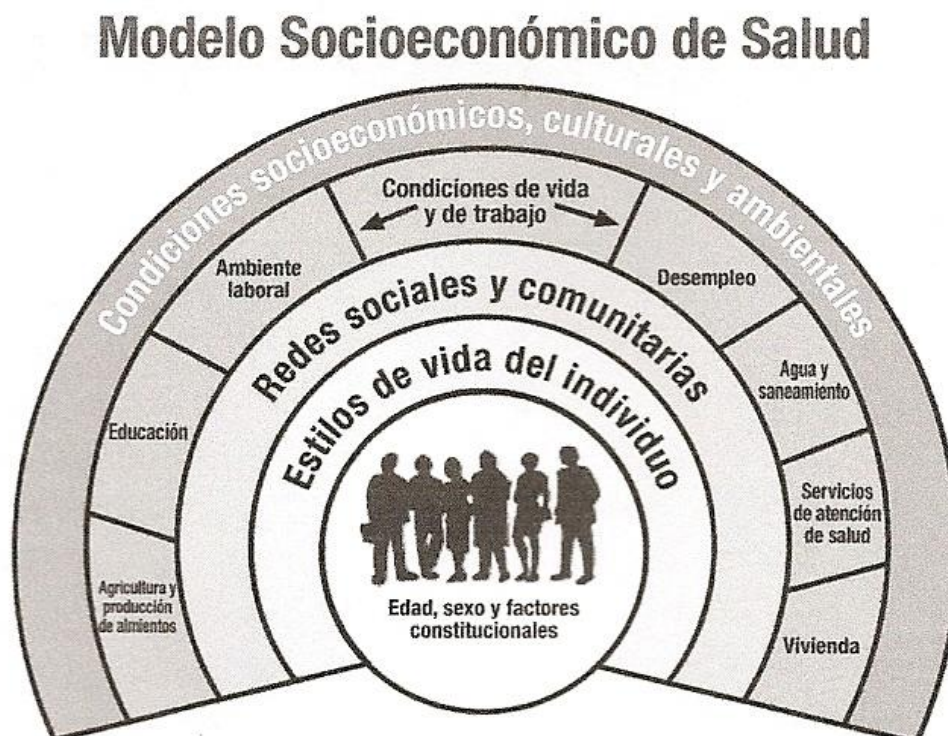 Modelo Socioeconómico de Salud
Condiciones socioeconómicos, culturales y ambientales
Condiciones de vida
y de trabajo
Ambiente
laboral
Desempleo
Redes sociales y comunitarias
Agua y
saneamiento
Estilos de vida del individuo
Educación
Servicios
de atención
de salud
Agricultura y
producción
de almientos
Edad, sexo y factores
constitucionales
Vivienda